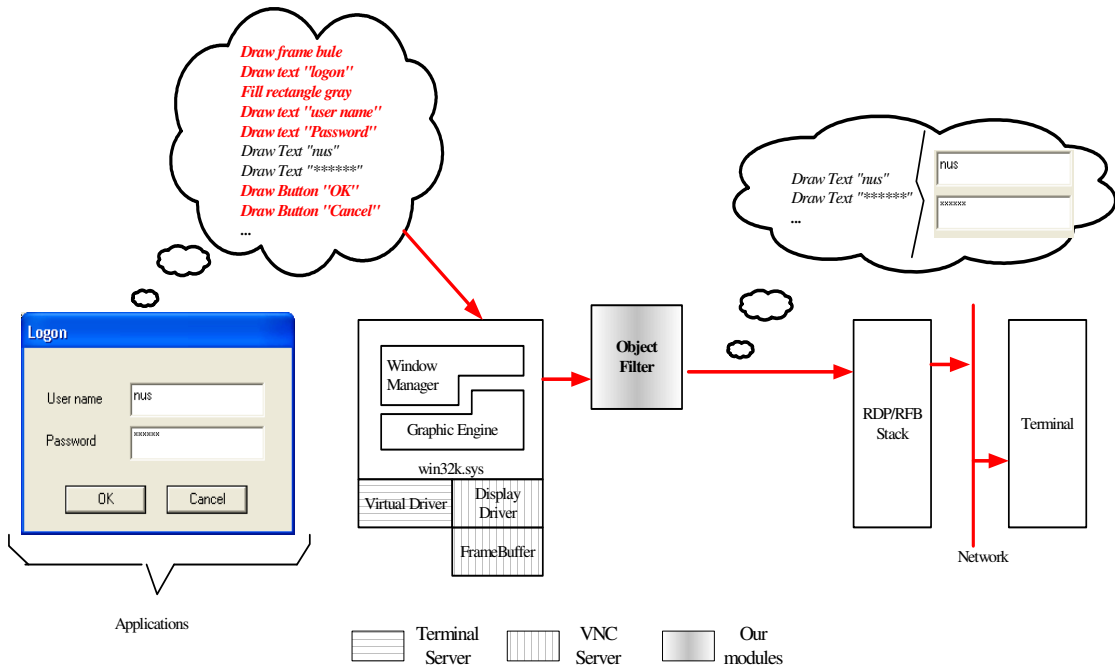 Draw frame bule
Draw text "logon"
Fill rectangle gray
Draw text "user name"
Draw text "Password"
Draw Text "nus"
Draw Text "******"
Draw Button "OK"
Draw Button "Cancel"
...
Draw Text "nus"
Draw Text "******"
...
nus
xxxxxx
Logon
User name
nus
Password
xxxxxx
OK
Cancel
Applications
Window
Manager
Graphic Engine
win32k.sys
Virtual Driver
Display
Driver
FrameBuffer
Object
Filter
RDP/RFB
Stack
Network
Terminal
Terminal
Server
VNC
Server
Our
modules